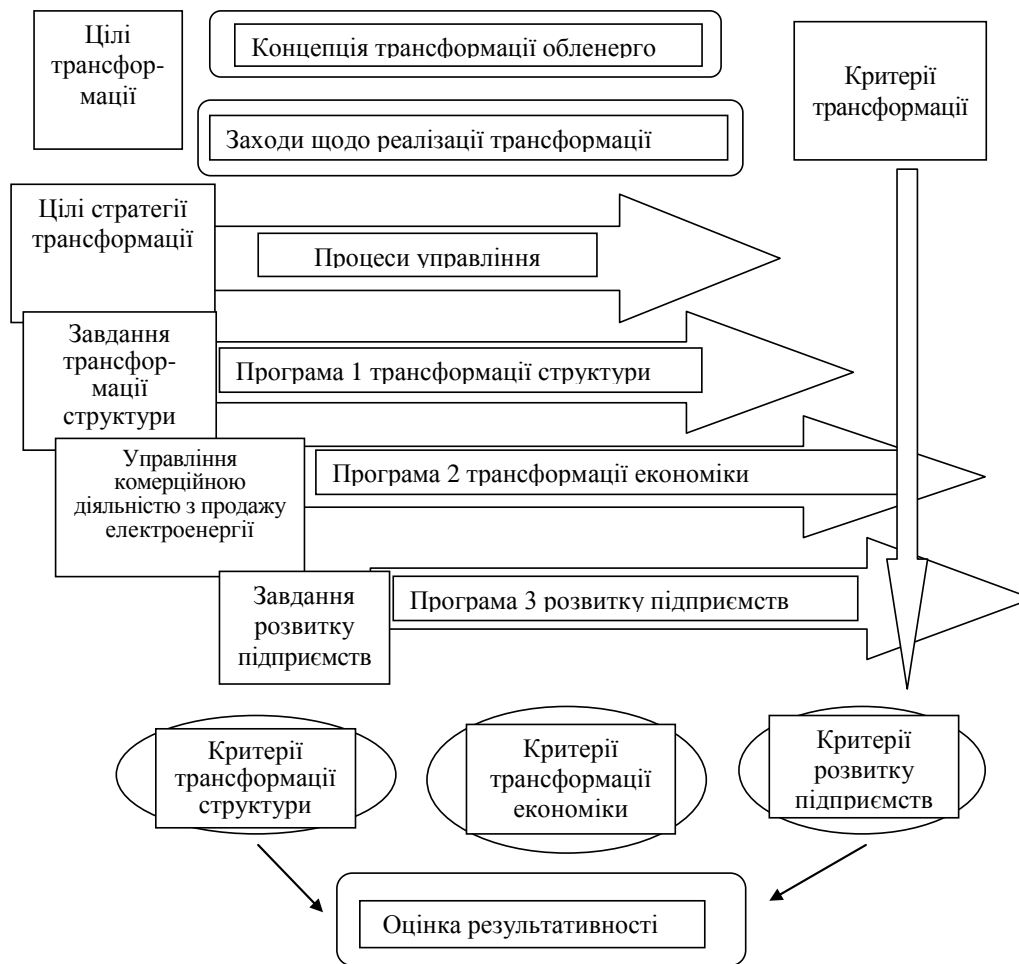 Цілі
трансфор-
мації
Концепція трансформації обленерго
Критерії
трансформації
Заходи щодо реалізації трансформації
Цілі стратегії
трансформації
Процеси управління
Завдання
трансфор-
мації
структури
Програма 1 трансформації структури
Управління
комерційною
діяльністю з продажу
електроенергії
Програма 2 трансформації економіки
Завдання
розвитку
підприємств
Програма 3 розвитку підприємств
Критерії
трансформації
структури
Критерії
трансформації
економіки
Критерії
розвитку
підприємств
Оцінка результативності